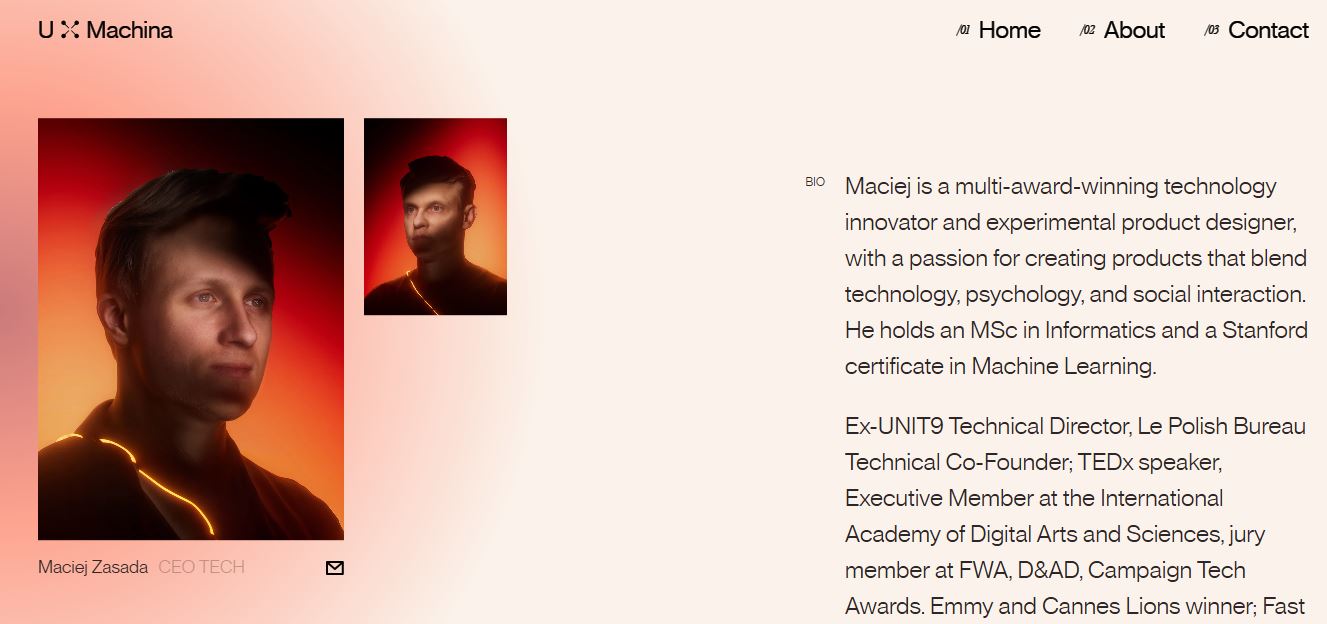 U Machina
/01 Home /02 About /03 Contact
BIO
Maciej is a multi-award-winning technology
innovator and experimental product designer,
with a passion for creating products that blend
technology, psychology, and social interaction.
He holds an MSc in Informatics and a Stanford
certificate in Machine Learning.
Ex-UNIT9 Technical Director, Le Polish Bureau
Technical Co-Founder; TEDx speaker,
Executive Member at the International
Academy of Digital Arts and Sciences, jury
member at FWA, D&AD, Campaign Tech
Awards. Emmy and Cannes Lions winner; Fast
Maciej Zasada CEO TECH